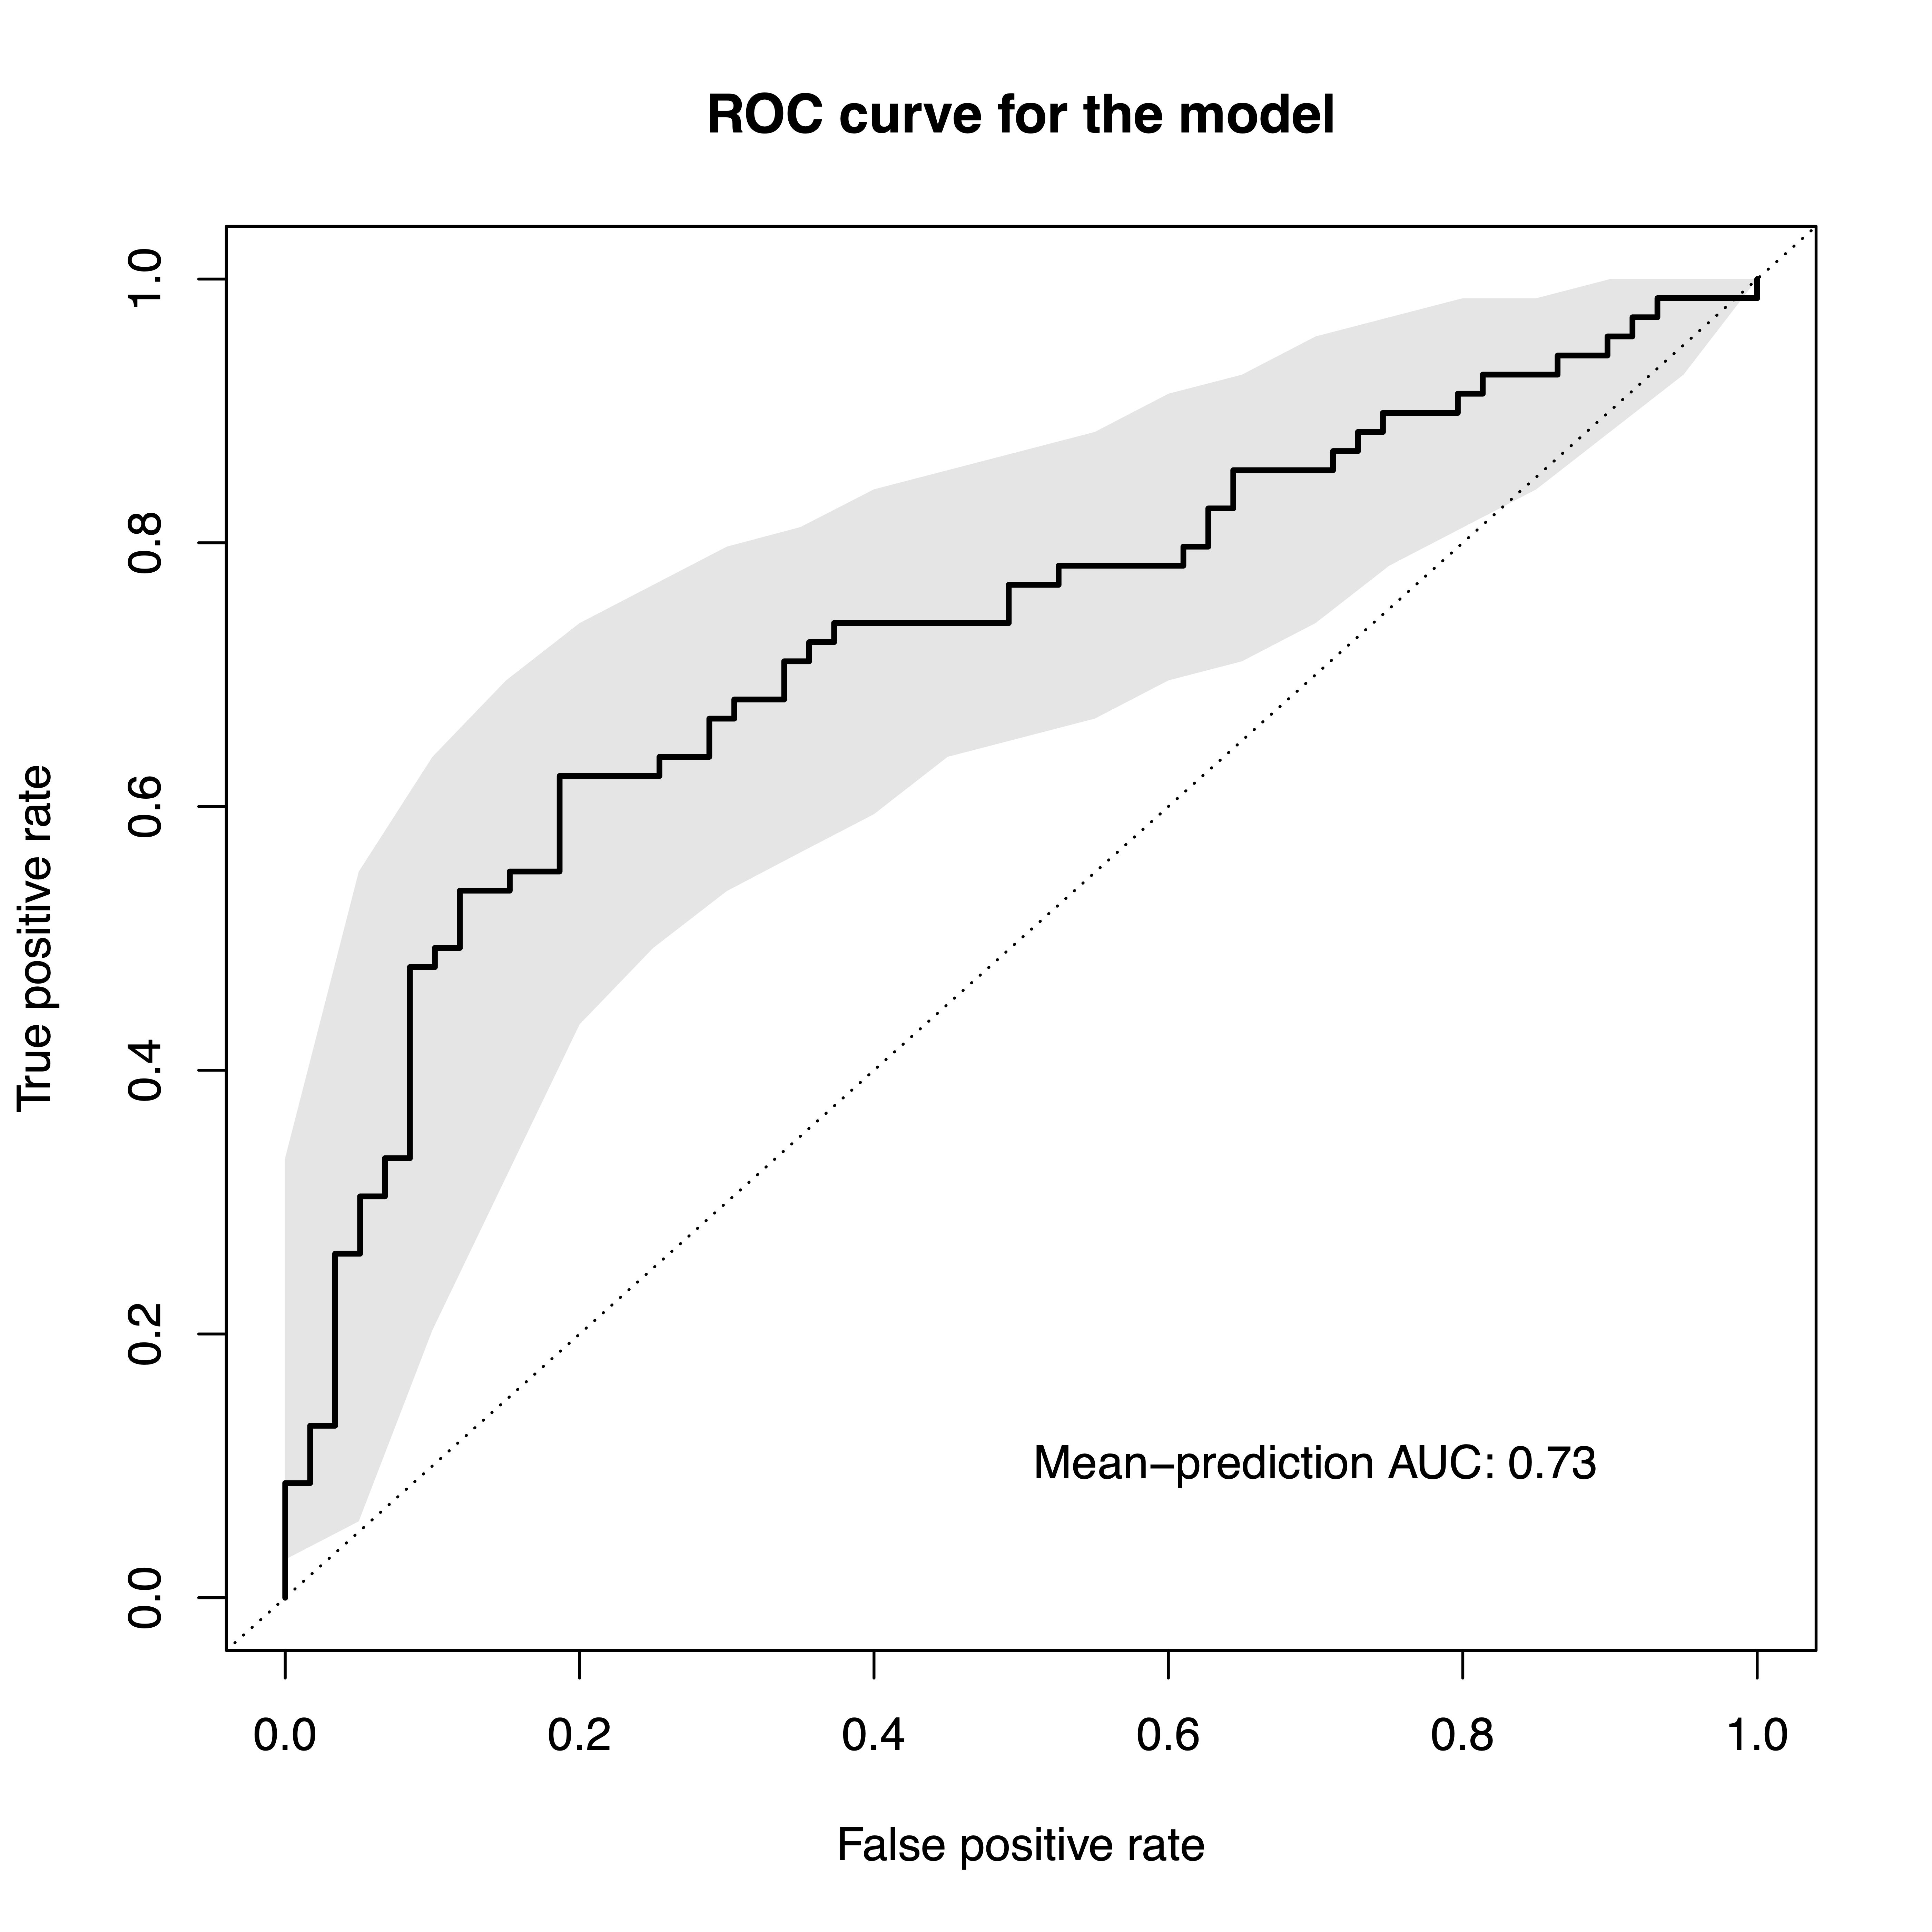 ROC curve for the model
True positive rate
1.0
0.8
0.6
0.4
0.2
0.0
Mean−prediction AUC: 0.73
0.0 0.2 0.4 0.6 0.8 1.0
False positive rate